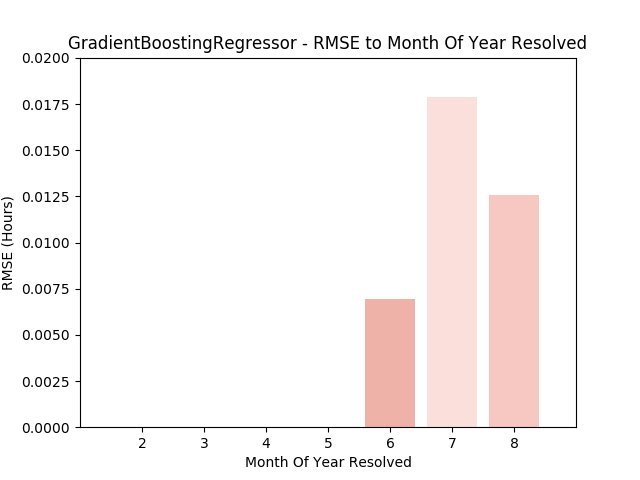 GradientBoostingRegressor - RMSE to Month Of Year Resolved
0.0200
0.0175
0.0150
0.0125
0.0100
0.0075
0.0050
0.0025
0.0000
RMSE (Hours)
2 3 4 5 6 7 8
Month Of Year Resolved